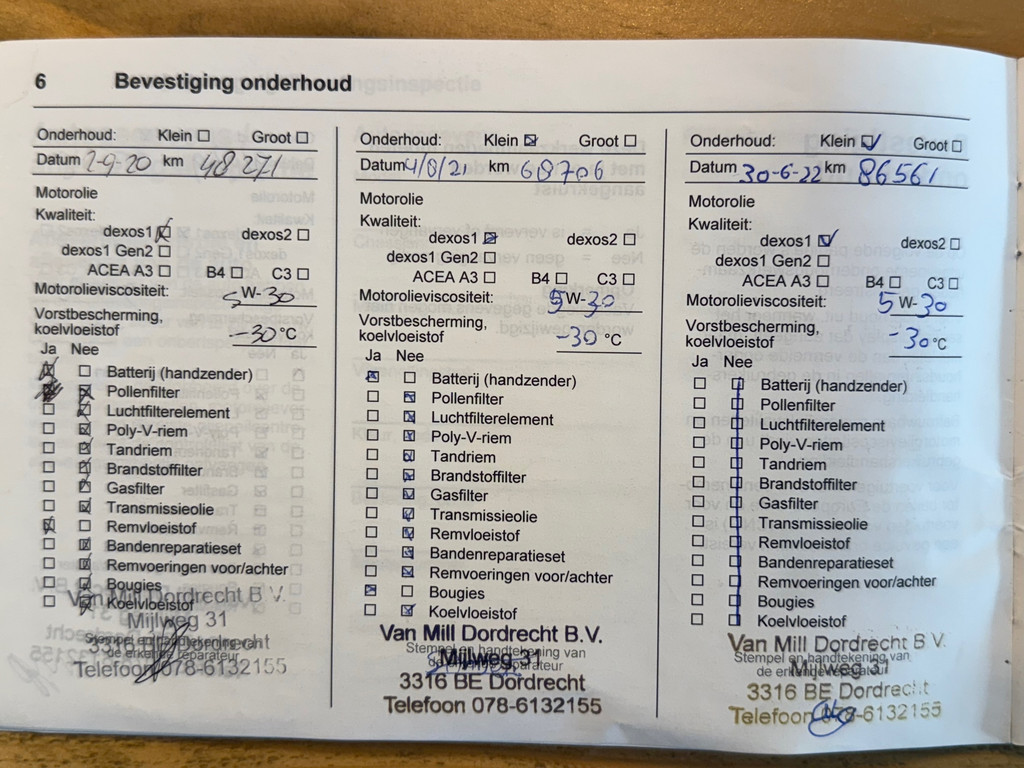 6 Bevestiging onderhoud
Onderhoud: Klein Groot
Datum 2-9-20 km 48271
Motorolie
Kwaliteit:
dexos1 dexos2
dexos1 Gen2
ACEA A3 B4 C3
Motorolieviscositeit: 5W-30
Vorstbescherming,
koelvloeistof -30°C
Ja Nee
Batterij (handzender)
Pollenfilter
Luchtfilterelement
Poly-V-riem
Tandriem
Brandstoffilter
Gasfilter
Transmissieolie
Remvloeistof
Bandenreparatieset
Remvoeringen voor/achter
Bougies
Koelvloeistof
Van Mill Dordrecht B.V.
Mijlweg 31
Stempel en handtekening van
de erkende reparateur
3316 BE Dordrecht
Telefoon 078-6132155
Onderhoud: Klein Groot
Datum 4/8/21 km 68706
Motorolie
Kwaliteit:
dexos1 dexos2
dexos1 Gen2
ACEA A3 B4 C3
Motorolieviscositeit: 5W-30
Vorstbescherming,
koelvloeistof -30 °C
Ja Nee
Batterij (handzender)
Pollenfilter
Luchtfilterelement
Poly-V-riem
Tandriem
Brandstoffilter
Gasfilter
Transmissieolie
Remvloeistof
Bandenreparatieset
Remvoeringen voor/achter
Bougies
Koelvloeistof
Van Mill Dordrecht B.V.
Stempel en handtekening van
Mijlweg 31
de erkende reparateur
3316 BE Dordrecht
Telefoon 078-6132155
Onderhoud: Klein Groot
Datum 30-6-22 km 86561
Motorolie
Kwaliteit:
dexos1 dexos2
dexos1 Gen2
ACEA A3 B4 C3
Motorolieviscositeit: 5W-30
Vorstbescherming,
koelvloeistof -30°C
Ja Nee
Batterij (handzender)
Pollenfilter
Luchtfilterelement
Poly-V-riem
Tandriem
Brandstoffilter
Gasfilter
Transmissieolie
Remvloeistof
Bandenreparatieset
Remvoeringen voor/achter
Bougies
Koelvloeistof
Van Mill Dordrecht B.V.
Stempel en handtekening van
Mijlweg 31
de erkende reparateur
3316 BE Dordrecht
Telefoon 078-6132155